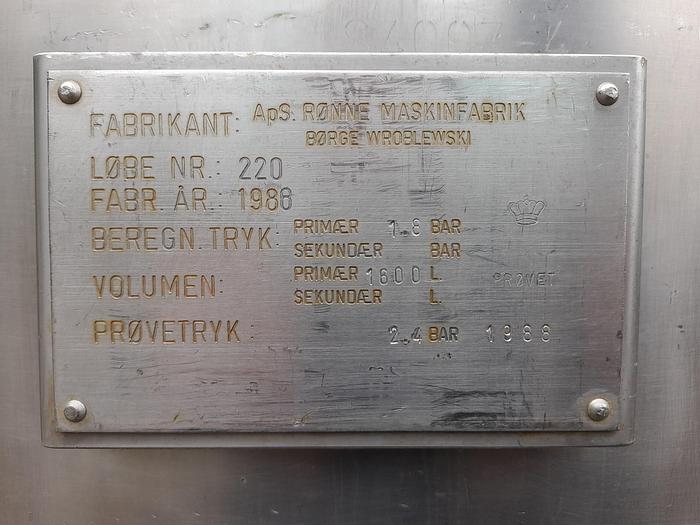 FABRIKANT: ApS. RØNNE MASKINFABRIK
BØRGE WROBLEWSKI
LØBE NR.: 220
FABR. ÅR.: 1988
BEREGN. TRYK: PRIMÆR 1.8 BAR
SEKUNDÆR BAR
VOLUMEN: PRIMÆR 1600 L.
SEKUNDÆR L.
PRØVET
PRØVETRYK: 2.4 BAR 1988